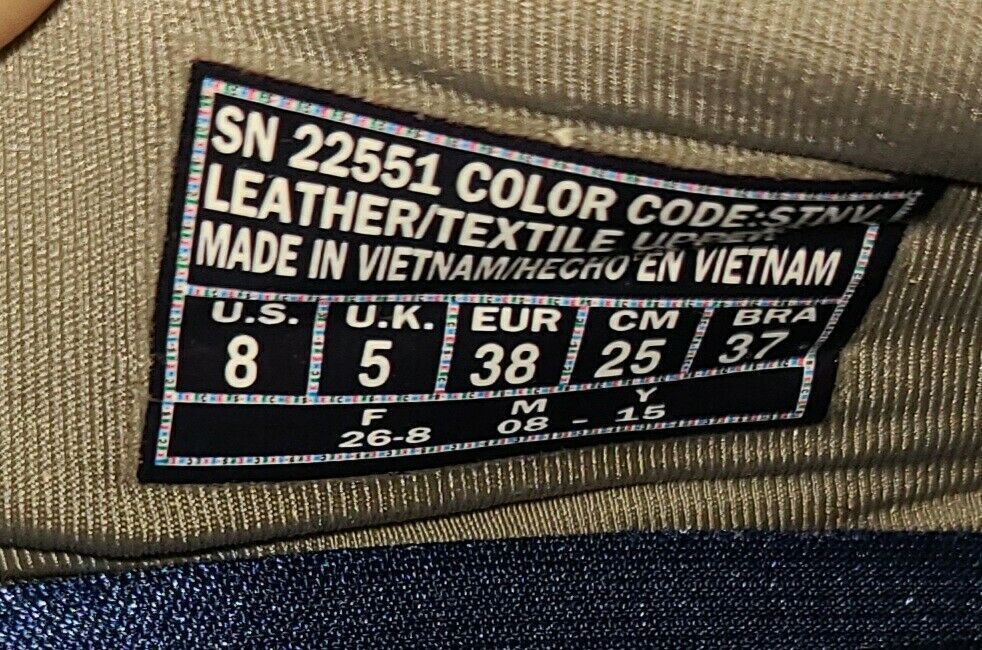 SN 22551 COLOR CODE:STNV
LEATHER/TEXTILE UPPER
MADE IN VIETNAM/HECHO EN VIETNAM
U.S. U.K. EUR CM BRA
8 5 38 25 37
F M Y
26-8 08 - 15